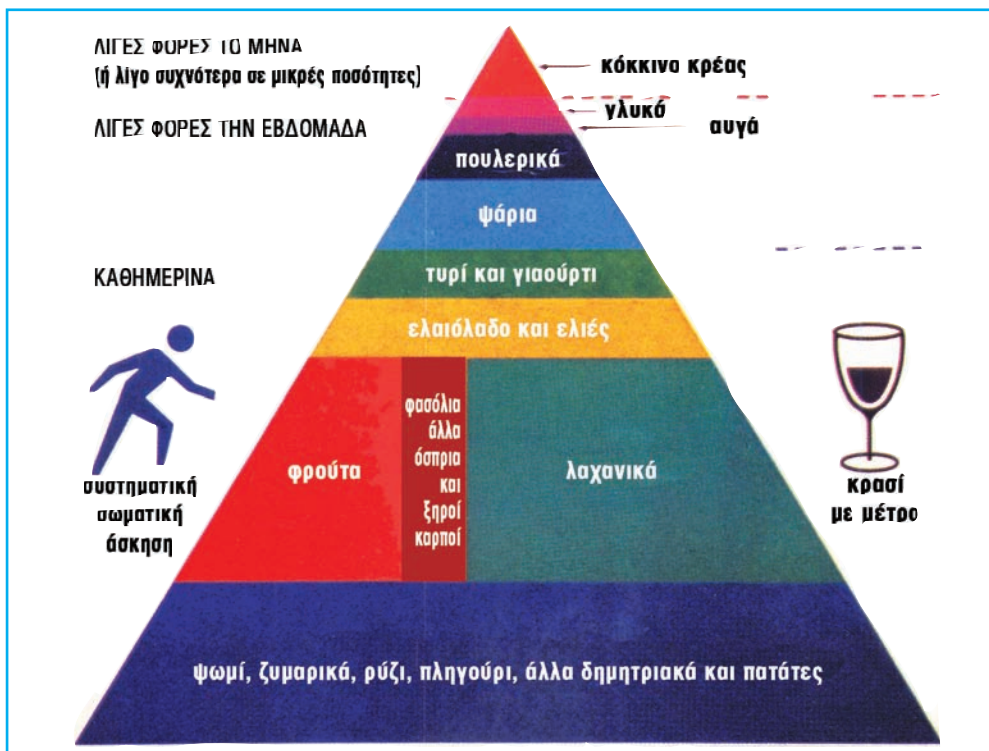 ΛΙΓΕΣ ΦΟΡΕΣ ΤΟ ΜΗΝΑ
(ή λίγο συχνότερα σε μικρές ποσότητες)
κόκκινο κρέας
γλυκό
ΛΙΓΕΣ ΦΟΡΕΣ ΤΗΝ ΕΒΔΟΜΑΔΑ
αυγά
πουλερικά
ψάρια
ΚΑΘΗΜΕΡΙΝΑ
τυρί και γιαούρτι
ελαιόλαδο και ελιές
φρούτα
φασόλια
άλλα
όσπρια
και
ξηροί
καρποί
λαχανικά
συστηματική
σωματική
άσκηση
κρασί
με μέτρο
ψωμί, ζυμαρικά, ρύζι, πληγούρι, άλλα δημητριακά και πατάτες